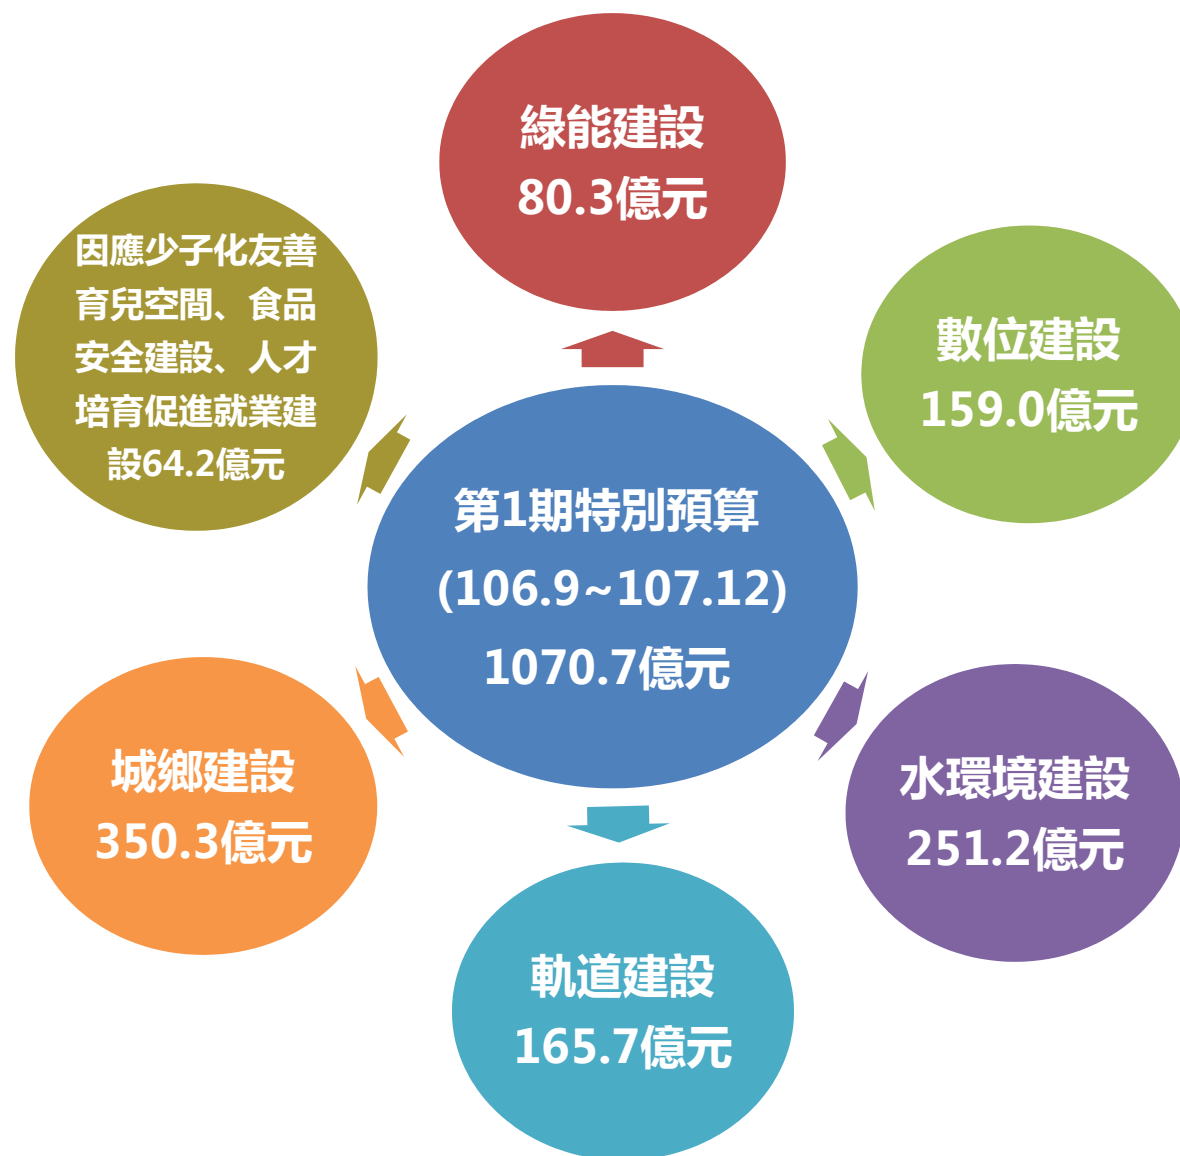 綠能建設
80.3億元
因應少子化友善
育兒空間、食品
安全建設、人才
培育促進就業建
設64.2億元
數位建設
159.0億元
第1期特別預算
(106.9~107.12)
1070.7億元
城鄉建設
350.3億元
水環境建設
251.2億元
軌道建設
165.7億元